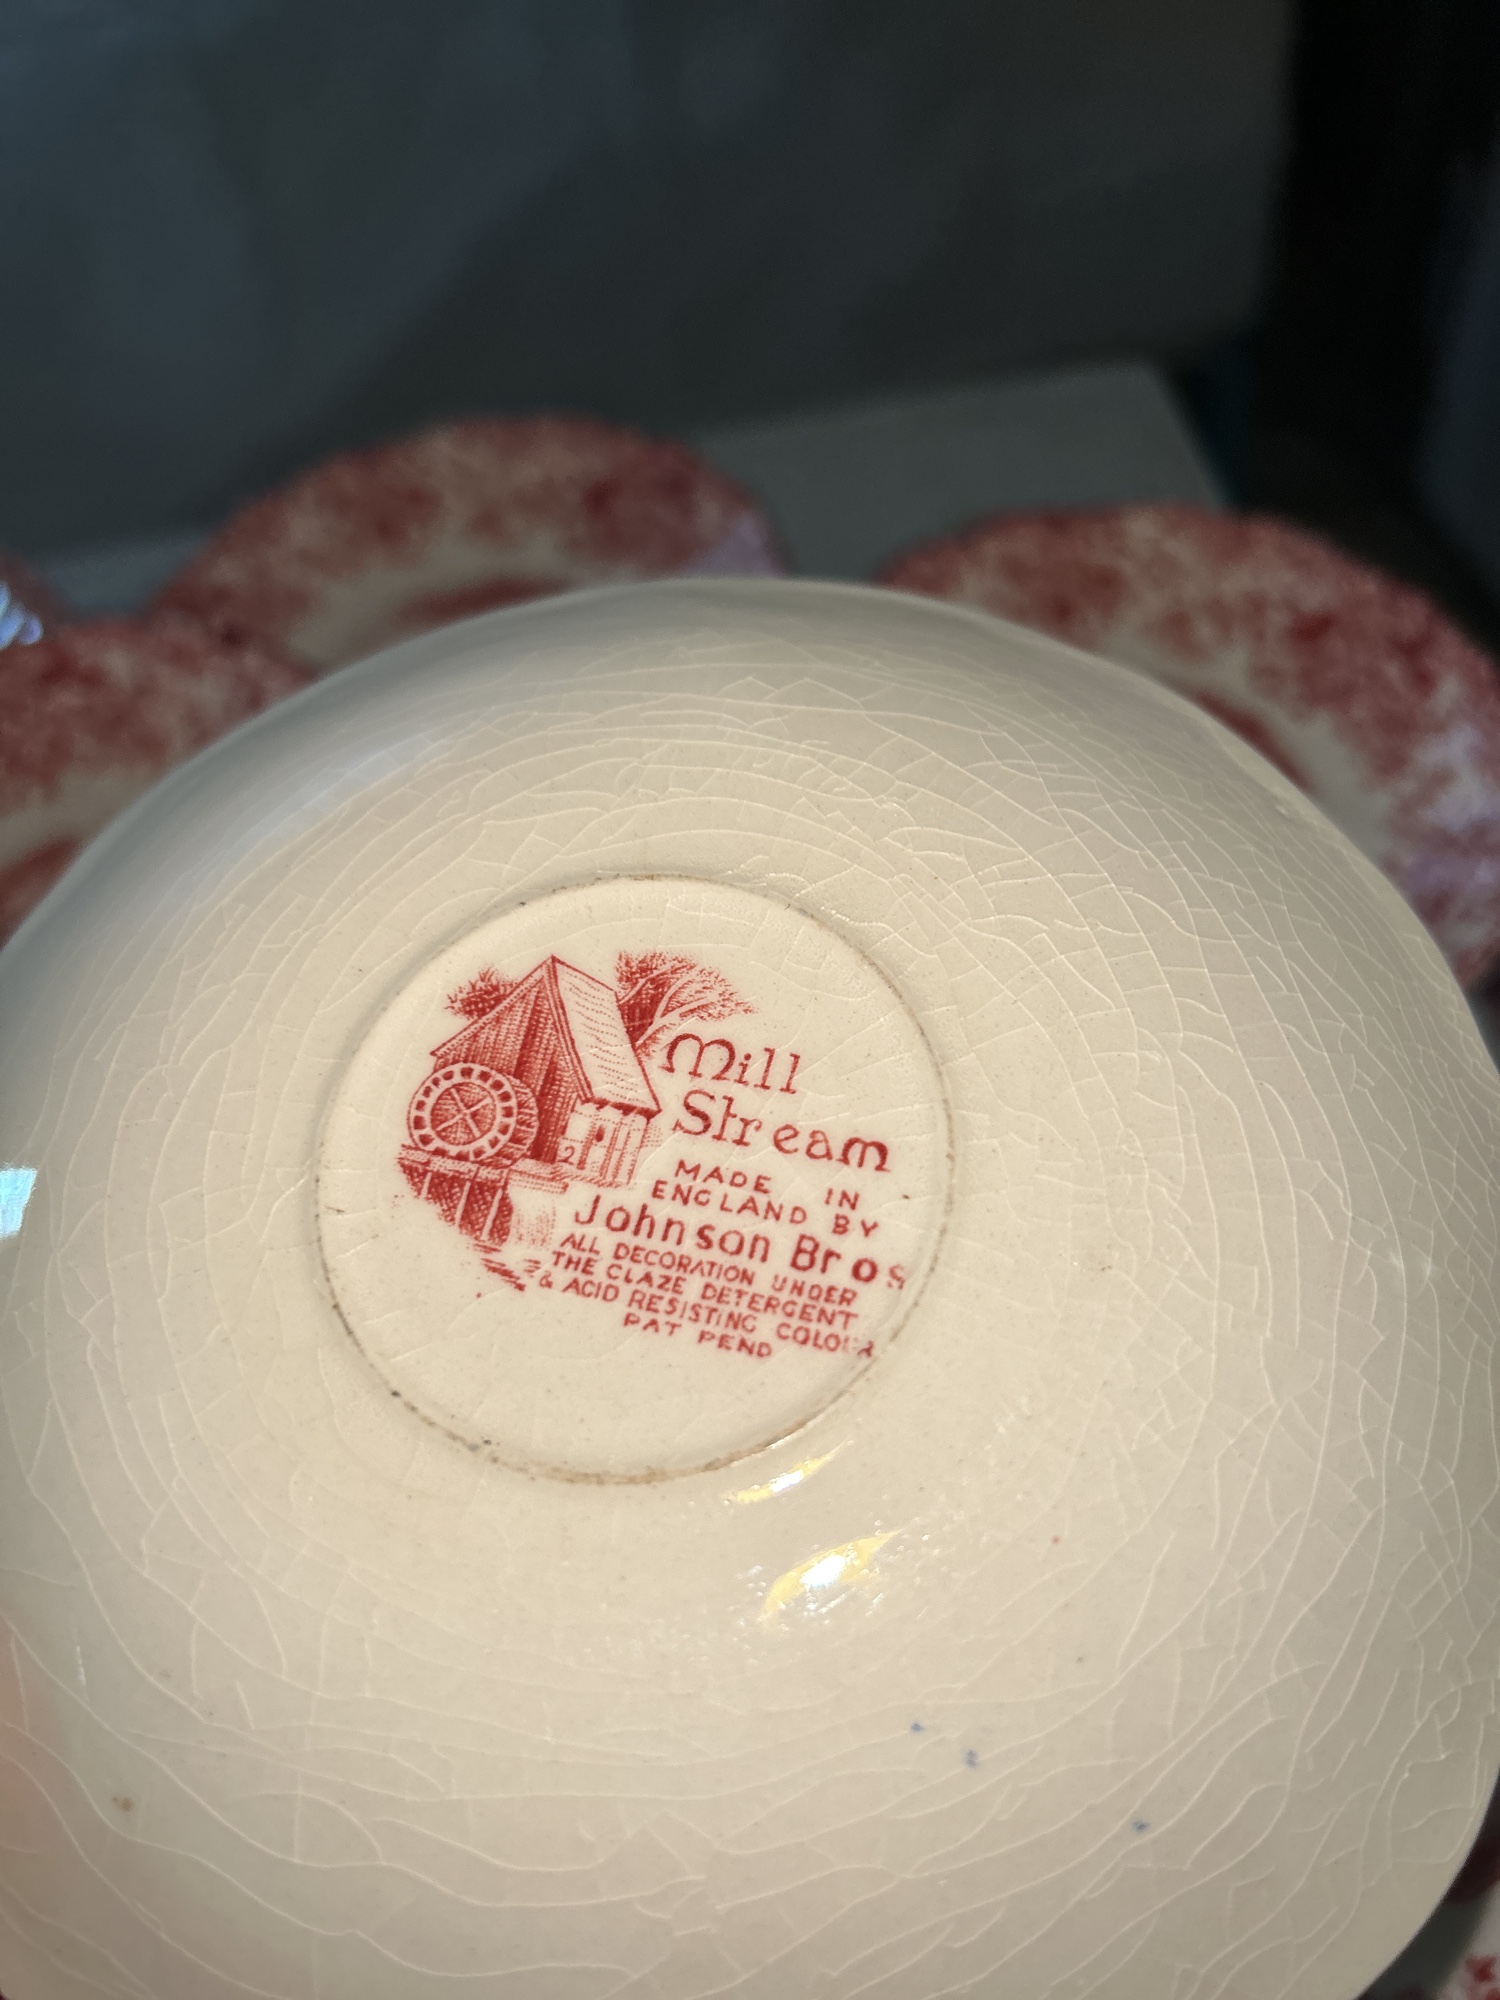 Mill
Stream
MADE IN
ENGLAND BY
Johnson Bros
ALL DECORATION UNDER
THE GLAZE DETERGENT
& ACID RESISTING COLOUR
PAT PEND
2